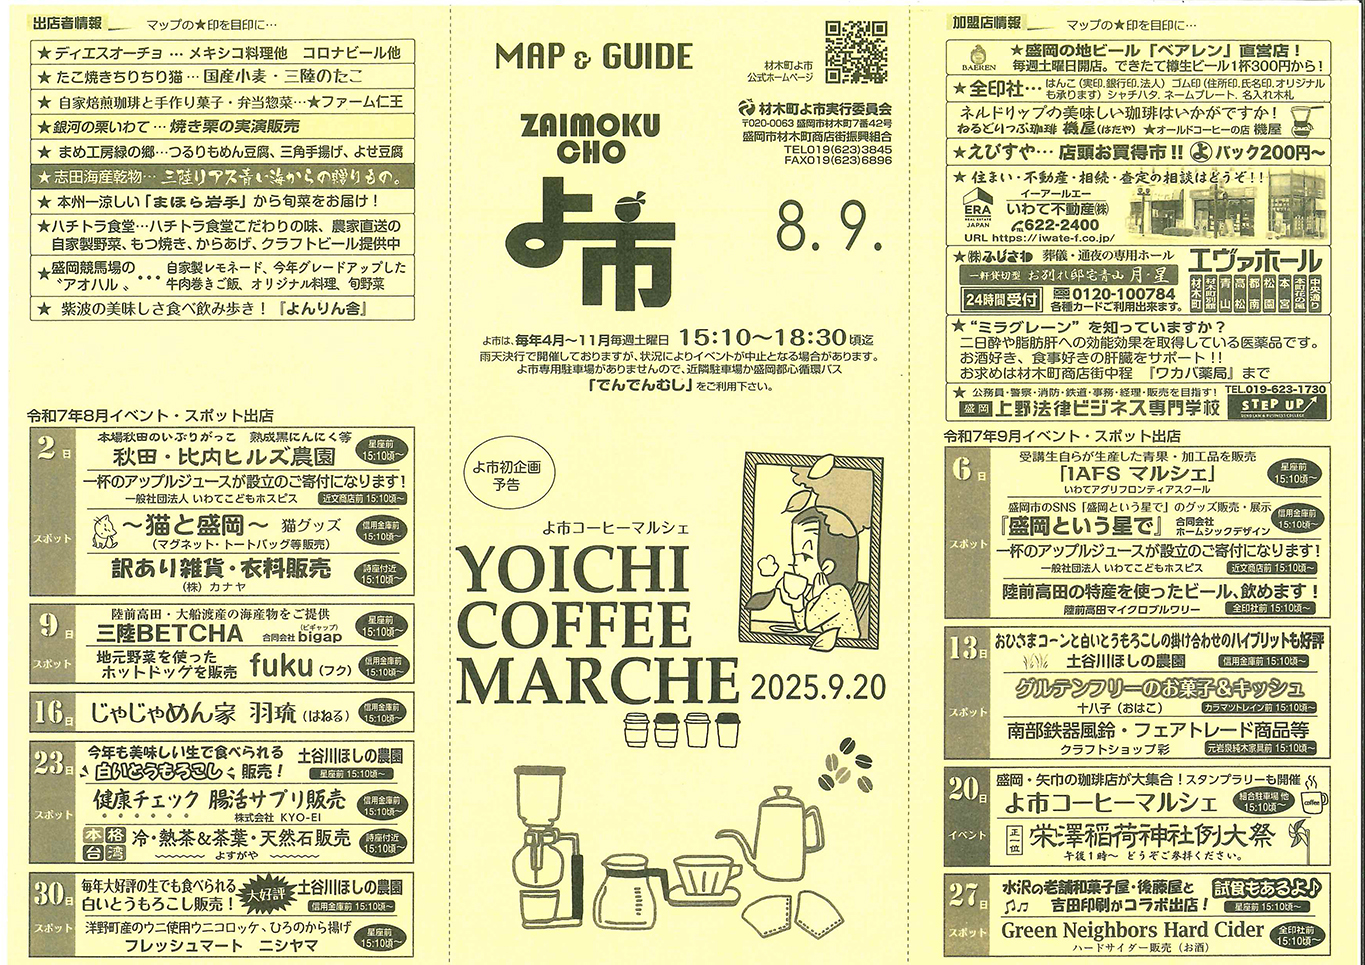 出店者情報 マップの★印を目印に…
★ディエスオーチョ … メキシコ料理他 コロナビール他
★たこ焼きちりちり猫 … 国産小麦・三陸のたこ
★自家焙煎珈琲と手作り菓子・弁当惣菜…★ファーム仁王
★銀河の栗いわて … 焼き栗の実演販売
★まめ工房緑の郷…つるりもめん豆腐、三角手揚げ、よせ豆腐
★志田海産乾物… 三陸リアス青い海からの贈りもの。
★本州一涼しい「まほら岩手」から旬菜をお届け!
★ハチトラ食堂…ハチトラ食堂こだわりの味、農家直送の
自家製野菜、もつ焼き、からあげ、クラフトビール提供中
★盛岡競馬場の〝アオハル〟… 自家製レモネード、今年グレードアップした
牛肉巻きご飯、オリジナル料理、旬野菜
★紫波の美味しさ食べ飲み歩き!『よんりん舎』
令和7年8月イベント・スポット出店
2日 スポット
本場秋田のいぶりがっこ 熟成黒にんにく等
秋田・比内ヒルズ農園 星座前 15:10頃〜
一杯のアップルジュースが設立のご寄付になります!
一般社団法人 いわてこどもホスピス 近文商店前 15:10頃〜
〜猫と盛岡〜 猫グッズ 信用金庫前 15:10頃〜
(マグネット・トートバッグ等販売)
訳あり雑貨・衣料販売 詩座付近 15:10頃〜
(株)カナヤ
9日 スポット
陸前高田・大船渡産の海産物をご提供
三陸BETCHA 合同会社 bigap (ビギャップ) 星座前 15:10頃〜
地元野菜を使った
ホットドッグを販売 fuku(フク) 信用金庫前 15:10頃〜
16日 じゃじゃめん家 羽琉(はねる) 信用金庫前 15:10頃〜
23日 スポット
今年も美味しい生で食べられる 土谷川ほしの農園
白いとうもろこし 販売! 星座前 15:10頃〜
健康チェック 腸活サプリ販売 信用金庫前 15:10頃〜
株式会社 KYO-EI
本格台湾 冷・熱茶&茶葉・天然石販売 詩座付近 15:10頃〜
よすがや
30日 スポット
毎年大好評の生でも食べられる 大好評 土谷川ほしの農園
白いとうもろこし販売! 信用金庫前 15:10頃〜
洋野町産のウニ使用ウニコロッケ、ひろのから揚げ
フレッシュマート ニシヤマ 星座前 15:10頃〜
MAP & GUIDE
材木町よ市
公式ホームページ
ZAIMOKU
CHO
よ市
材木町よ市実行委員会
〒020-0063 盛岡市材木町7番42号
盛岡市材木町商店街振興組合
TEL019(623)3845
FAX019(623)6896
8. 9.
よ市は、毎年4月〜11月毎週土曜日 15:10〜18:30頃迄
雨天決行で開催しておりますが、状況によりイベントが中止となる場合があります。
よ市専用駐車場がありませんので、近隣駐車場か盛岡都心循環バス
「でんでんむし」をご利用下さい。
よ市初企画
予告
よ市コーヒーマルシェ
YOICHI
COFFEE
MARCHE 2025.9.20
加盟店情報 マップの★印を目印に…
BAEREN ★盛岡の地ビール「ベアレン」直営店!
毎週土曜日開店。できたて樽生ビール1杯300円から!
★全印社… はんこ(実印.銀行印.法人) ゴム印(住所印.氏名印.オリジナル
も承ります) シャチハタ、ネームプレート、名入れ木札
ネルドリップの美味しい珈琲はいかがですか!
ねるどりっぷ珈琲 機屋(はたや) ★オールドコーヒーの店 機屋
★えびすや… 店頭お買得市!! よパック200円〜
★住まい・不動産・相続・査定の相談はどうぞ!!
ERA REAL ESTATE JAPAN イーアールエー
いわて不動産㈱
622-2400
URL https://iwate-f.co.jp/
★㈱ふじさわ 葬儀・通夜の専用ホール エヴァホール
一軒貸切型 お別れ邸宅青山 月・星
24時間受付 0120-100784
各種カードご利用出来ます。
材木町 材木町別館 青山 高松 都南 松園 本宮 本町花の風 中央通り
★“ミラグレーン”を知っていますか?
二日酔や脂肪肝への効能効果を取得している医薬品です。
お酒好き、食事好きの肝臓をサポート!!
お求めは材木町商店街中程 『ワカバ薬局』まで
★公務員・警察・消防・鉄道・事務・経理・販売を目指す! TEL.019-623-1730
盛岡 上野法律ビジネス専門学校 STEP UP
令和7年9月イベント・スポット出店
6日 スポット
受講生自らが生産した青果・加工品を販売
「IAFS マルシェ」 星座前 15:10頃〜
いわてアグリフロンティアスクール
盛岡市のSNS「盛岡という星で」のグッズ販売・展示
『盛岡という星で』 合同会社 ホームシックデザイン 信用金庫前 15:10頃〜
一杯のアップルジュースが設立のご寄付になります!
一般社団法人 いわてこどもホスピス 近文商店前 15:10頃〜
陸前高田の特産を使ったビール、飲めます!
陸前高田マイクロブルワリー 全印社前 15:10頃〜
13日 スポット
おひさまコーンと白いとうもろこしの掛け合わせのハイブリットも好評
土谷川ほしの農園 信用金庫前 15:10頃〜
グルテンフリーのお菓子&キッシュ
十八子(おはこ) カラマツトレイン前 15:10頃〜
南部鉄器風鈴・フェアトレード商品等
クラフトショップ彩 元岩泉純木家具前 15:10頃〜
20日 イベント
盛岡・矢巾の珈琲店が大集合!スタンプラリーも開催
よ市コーヒーマルシェ 組合駐車場 他 15:10頃〜 coffee
正一位 栄澤稲荷神社例大祭
午後1時〜 どうぞご参拝ください。
27日 スポット
水沢の老舗和菓子屋・後藤屋と 試食もあるよ♪
吉田印刷がコラボ出店! 星座前 15:10頃〜
Green Neighbors Hard Cider 全印社前 15:10頃〜
ハードサイダー販売(お酒)